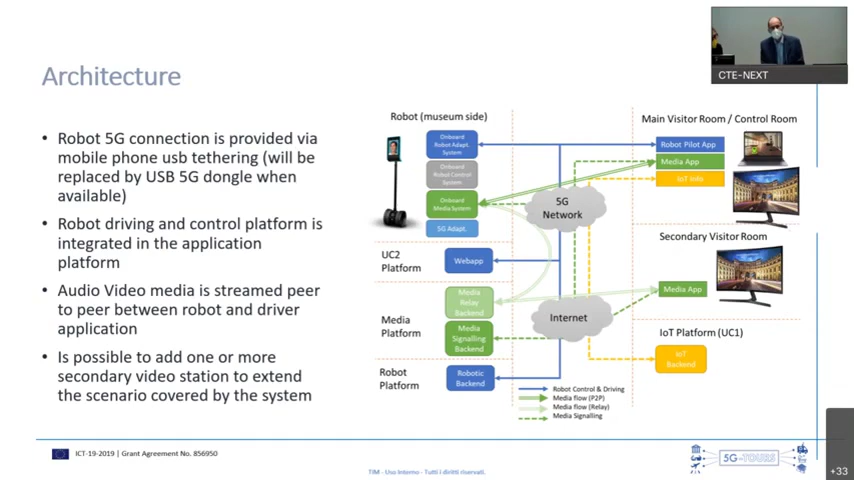 CTE-NEXT
Architecture
• Robot 5G connection is provided via
mobile phone usb tethering (will be
replaced by USB 5G dongle when
available)
• Robot driving and control platform is
integrated in the application
platform
• Audio Video media is streamed peer
to peer between robot and driver
application
• Is possible to add one or more
secondary video station to extend
the scenario covered by the system
Robot (museum side)
Onboard
Robot Adapt.
System
Onboard
Robot Control
System
Onboard
Media System
5G Adapt.
UC2
Platform
Webapp
Media
Platform
Media
Relay
Backend
Media
Signalling
Backend
Robot
Platform
Robotic
Backend
5G
Network
Internet
Main Visitor Room / Control Room
Robot Pilot App
Media App
IoT Info
Secondary Visitor
Room
Media App
IoT Platform (UC1)
IoT
Backend
Robot Control & Driving
Media flow (P2P)
Media flow (Relay)
Media Signalling
ICT-19-2019 | Grant Agreement No. 856950
TIM - Uso Interno - Tutti i diritti riservati.
5G-TOURS
+33